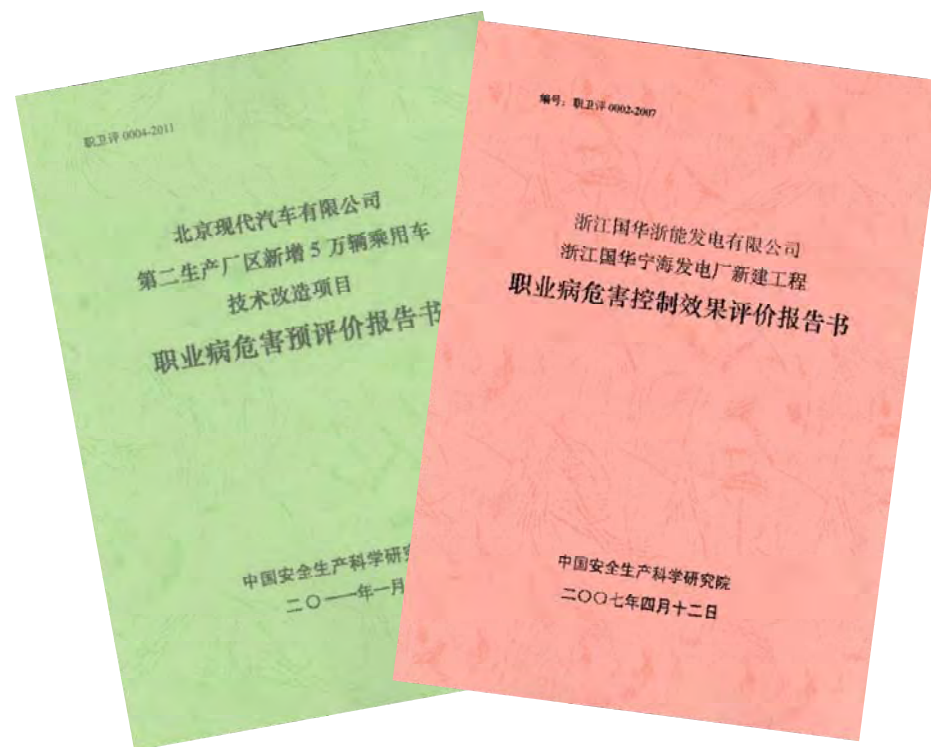 职卫评 0004-2011
北京现代汽车有限公司
第二生产厂区新增 5 万辆乘用车
技术改造项目
职业病危害预评价报告书
中国安全生产科学研
二〇一一年一月
编号：职卫评 0002-2007
浙江国华浙能发电有限公司
浙江国华宁海发电厂新建工程
职业病危害控制效果评价报告书
中国安全生产科学研究院
二〇〇七年四月十二日